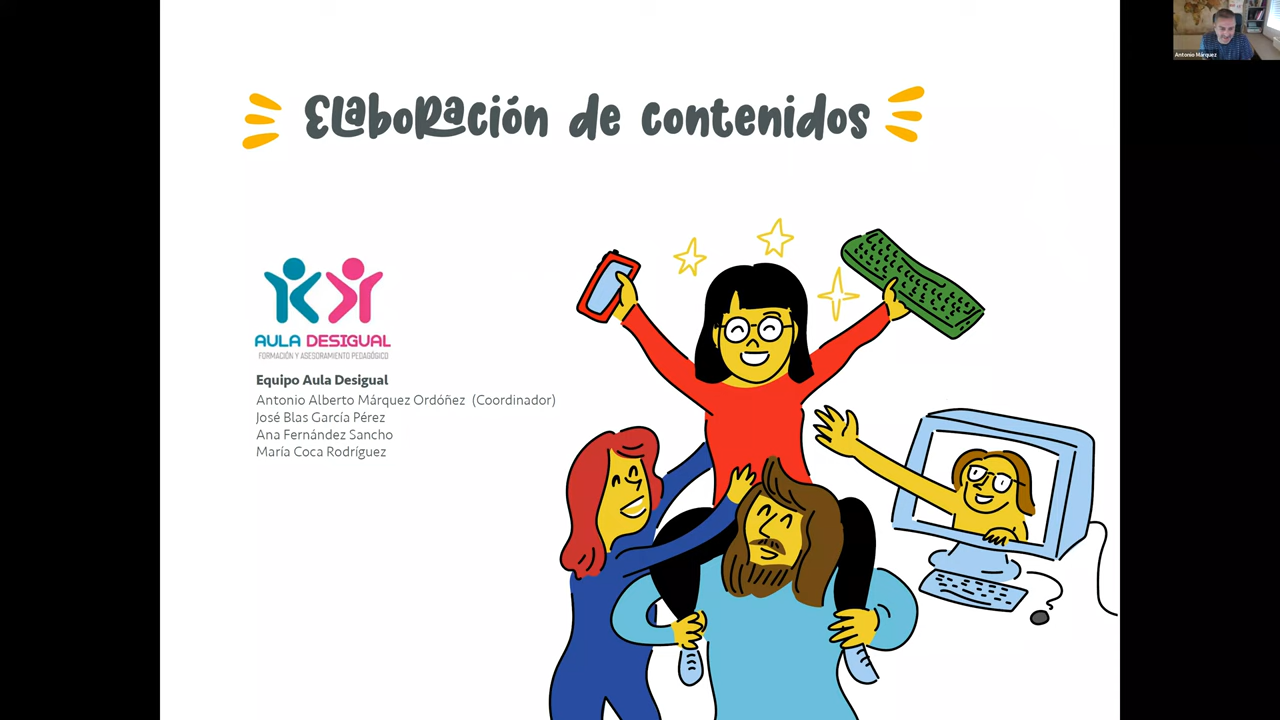 Elaboración de contenidos
AULA DESIGUAL
FORMACIÓN Y ASESORAMIENTO PEDAGÓGICO
Equipo Aula Desigual
Antonio Alberto Márquez Ordóñez (Coordinador)
José Blas García Pérez
Ana Fernández Sancho
María Coca Rodríguez
Antonio Márquez